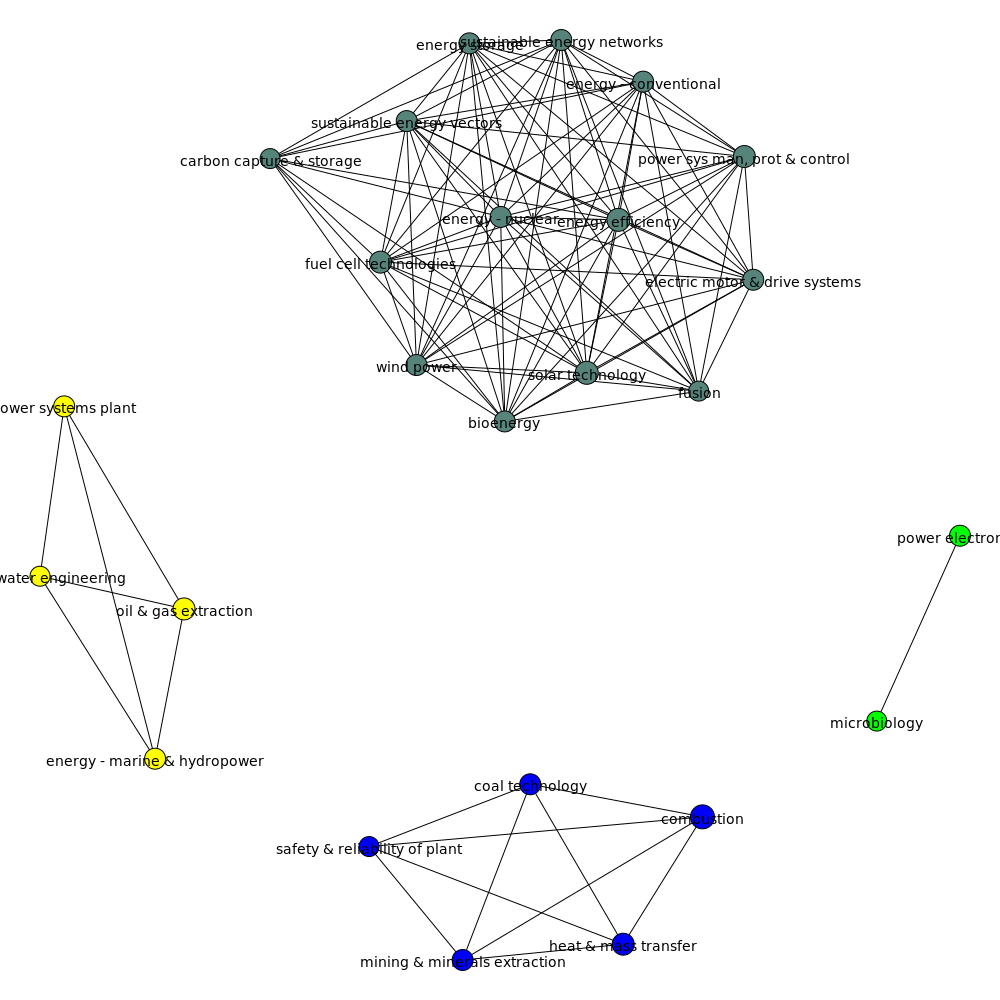 energy storage
sustainable energy networks
energy - conventional
sustainable energy vectors
carbon capture & storage
power sys man, prot & control
energy - nuclear
energy efficiency
fuel cell technologies
electric motor & drive systems
wind power
solar technology
fusion
bioenergy
ower systems plant
water engineering
oil & gas extraction
energy - marine & hydropower
power electron
microbiology
coal technology
combustion
safety & reliability of plant
heat & mass transfer
mining & minerals extraction